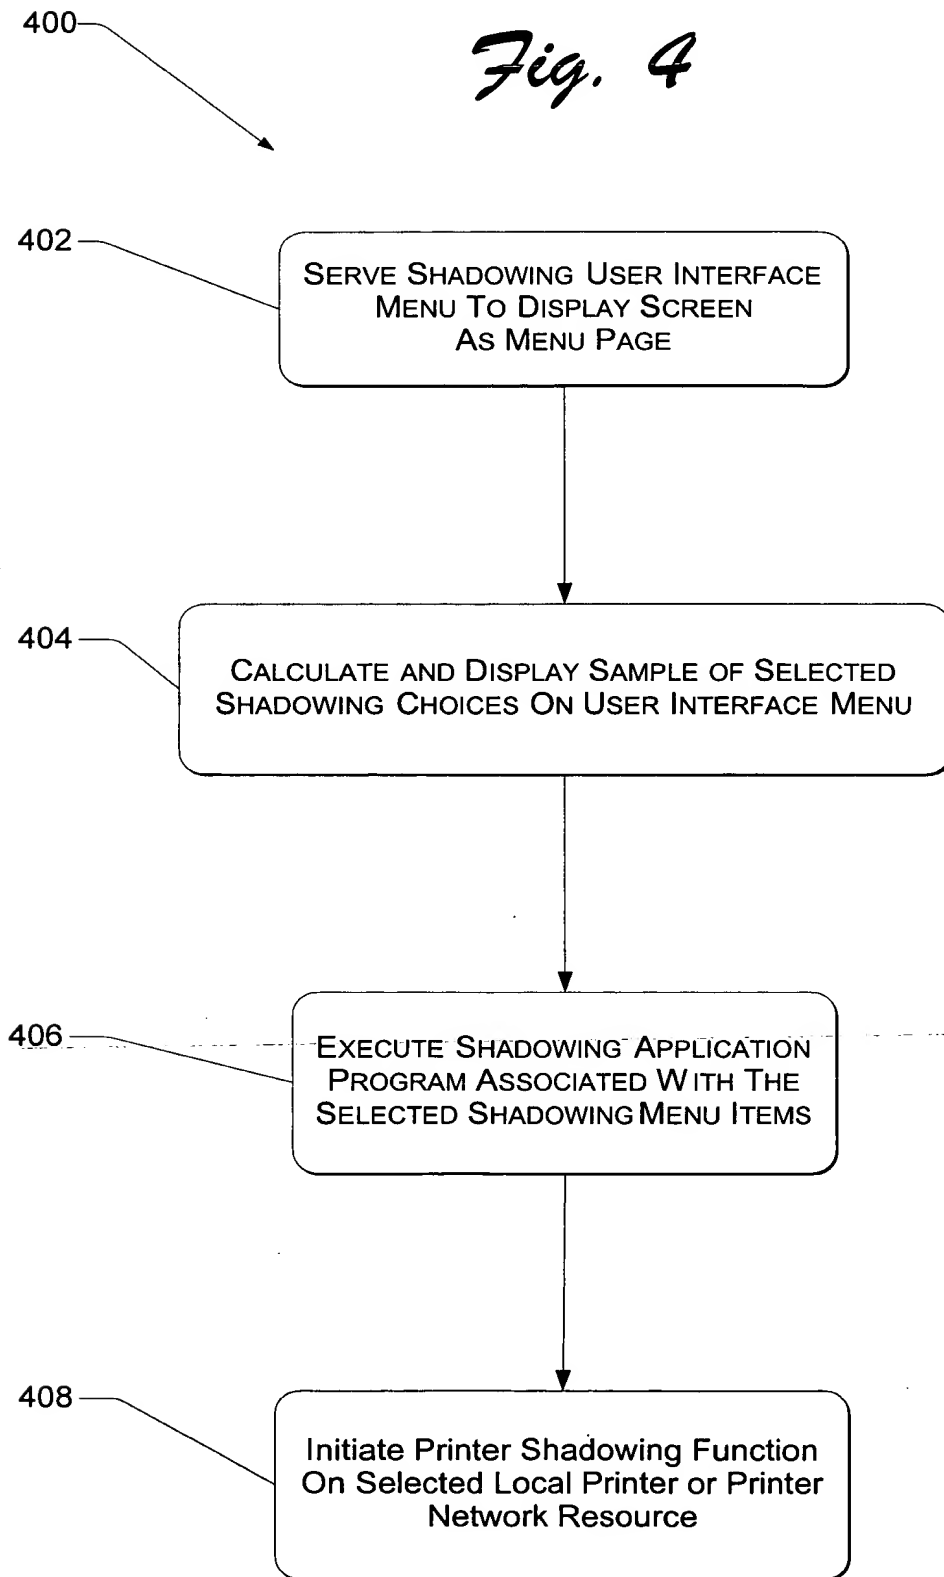 400
Fig. 4
402
SERVE SHADOWING USER INTERFACE
MENU TO DISPLAY SCREEN
AS MENU PAGE
404
CALCULATE AND DISPLAY SAMPLE OF SELECTED
SHADOWING CHOICES ON USER INTERFACE MENU
406
EXECUTE SHADOWING APPLICATION
PROGRAM ASSOCIATED WITH THE
SELECTED SHADOWING MENU ITEMS
408
Initiate Printer Shadowing Function
On Selected Local Printer or Printer
Network Resource